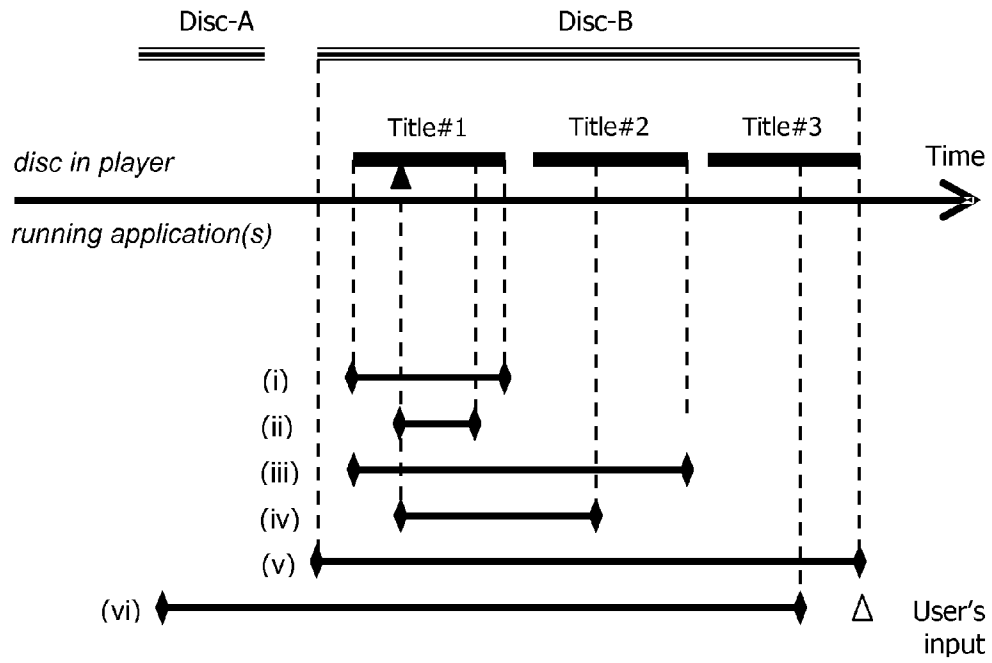 Disc-A
Disc-B
Title#1
Title#2
Title#3
disc in player
Time
running application(s)
(i)
(ii)
(iii)
(iv)
(v)
(vi)
User's
input